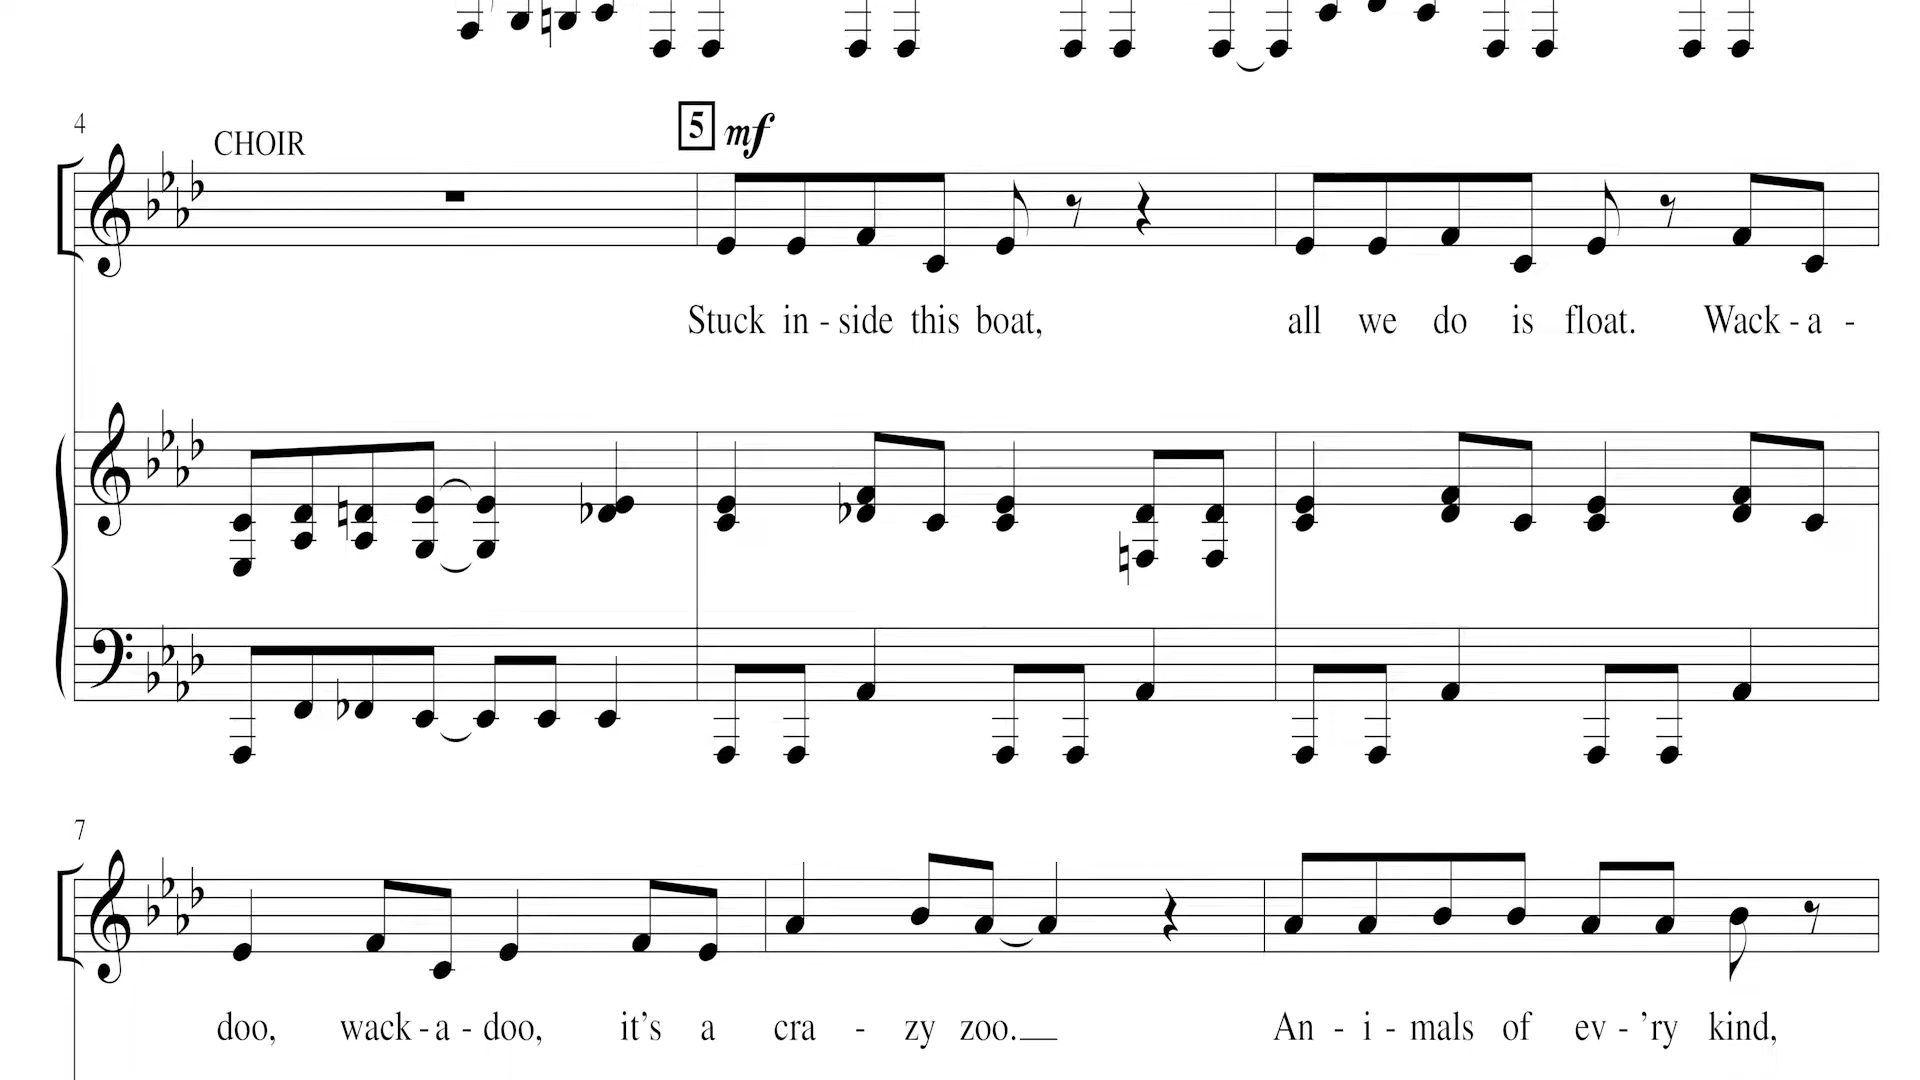 4
CHOIR
5 mf
Stuck in - side this boat, all we do is float. Wack - a -
7
doo, wack - a - doo, it's a cra - zy zoo. An - i - mals of ev - 'ry kind,